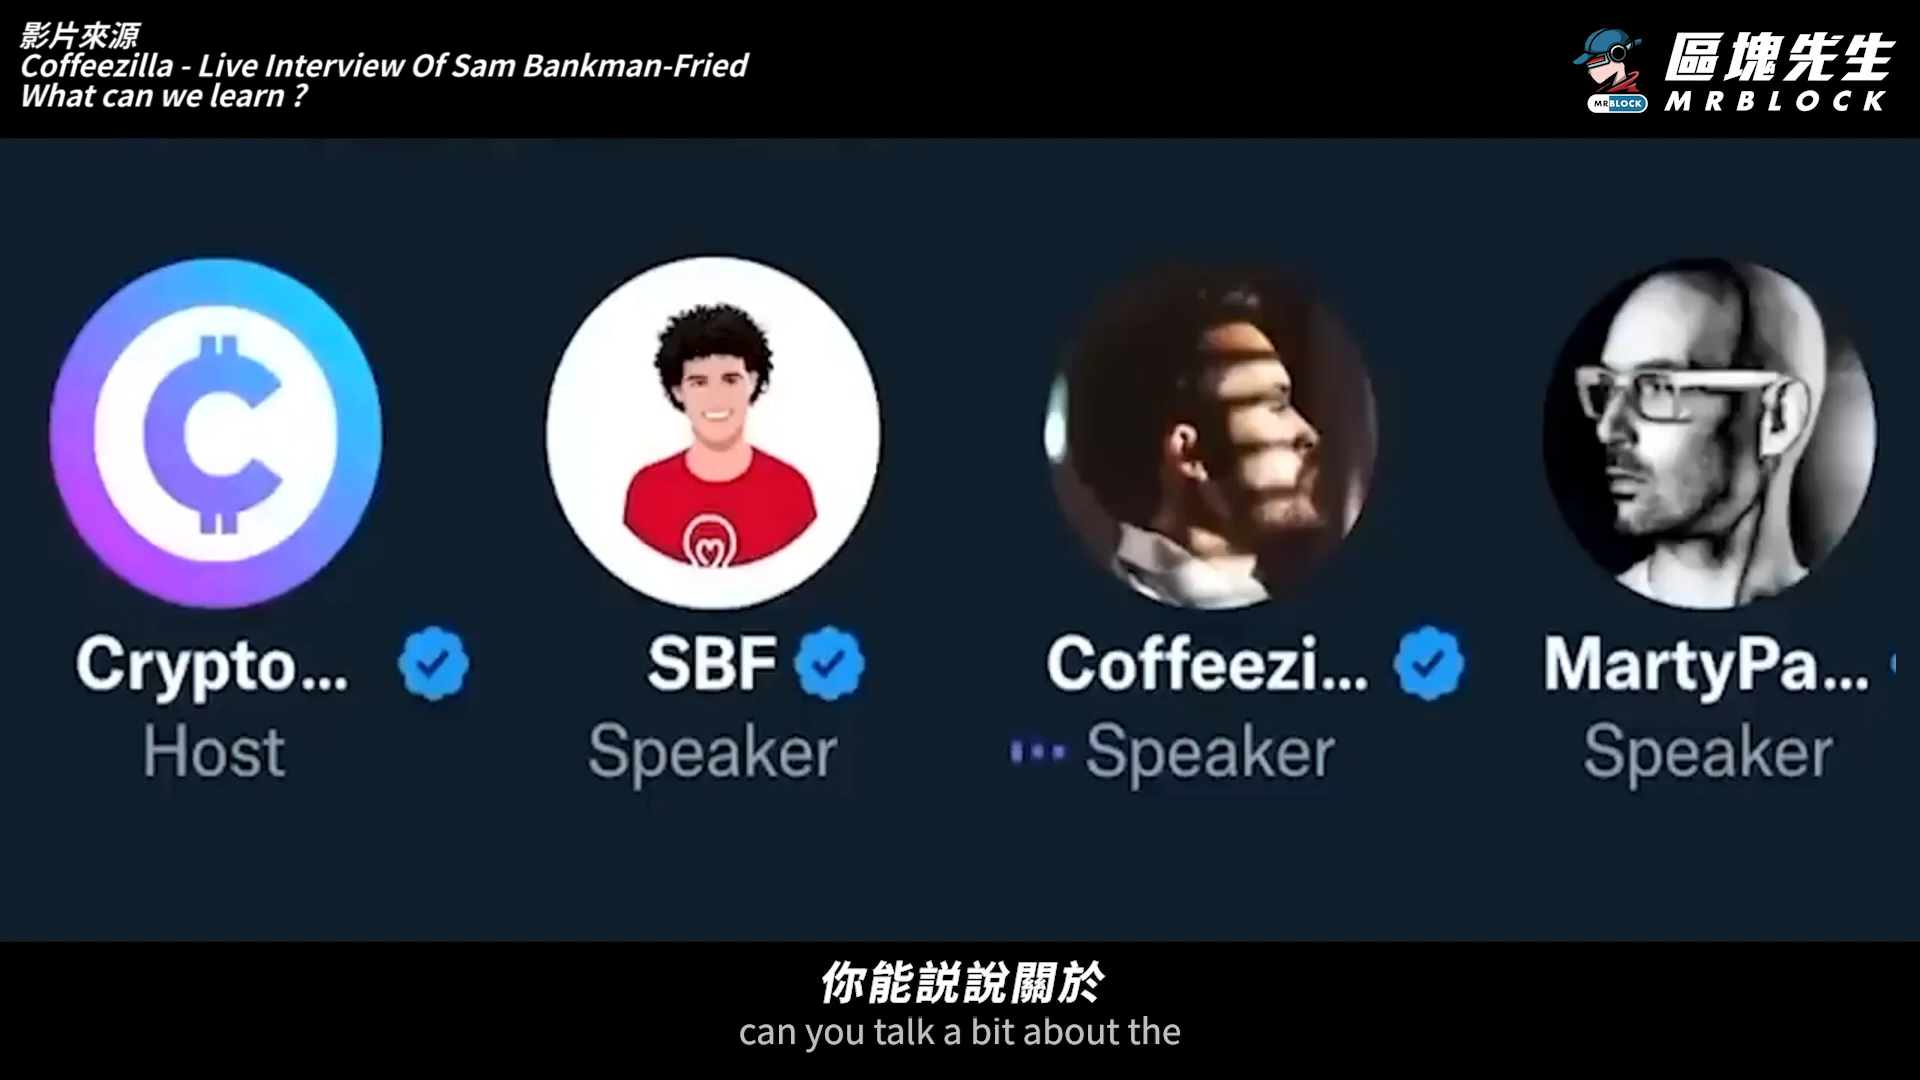 影片來源
Coffeezilla - Live Interview Of Sam Bankman-Fried
What can we learn ?
區塊先生
MRBLOCK
MRBLOCK
Crypto...
SBF
Coffeezi...
MartyPa...
Host
Speaker
Speaker
Speaker
你能説說關於
can you talk a bit about the